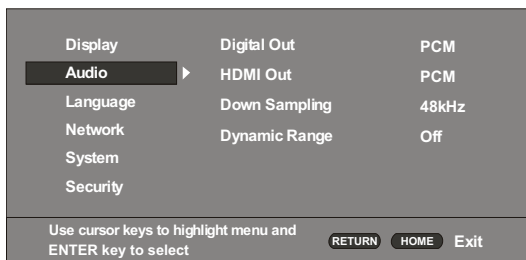 Display Digital Out PCM
Audio HDMI Out PCM
Language Down Sampling 48kHz
Network Dynamic Range Off
System
Security
Use cursor keys to highlight menu and
ENTER key to select
RETURN HOME Exit